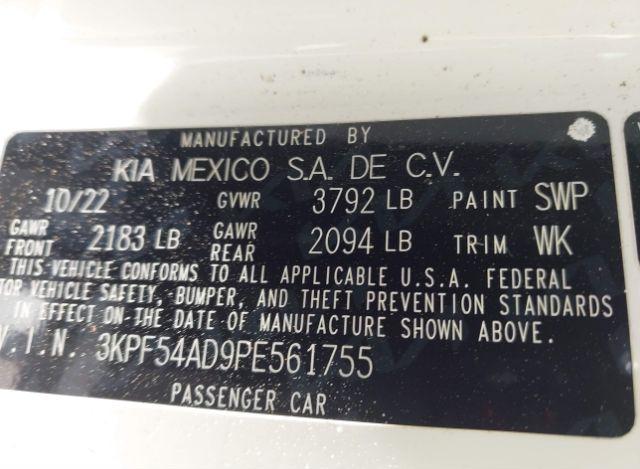 MANUFACTURED BY
KIA MEXICO S.A. DE C.V.
10/22 GVWR 3792 LB PAINT SWP
GAWR FRONT 2183 LB GAWR REAR 2094 LB TRIM WK
THIS VEHICLE CONFORMS TO ALL APPLICABLE U.S.A. FEDERAL
TOR VEHICLE SAFETY, BUMPER, AND THEFT PREVENTION STANDARDS
IN EFFECT ON THE DATE OF MANUFACTURE SHOWN ABOVE.
V.I.N. 3KPF54AD9PE561755
PASSENGER CAR